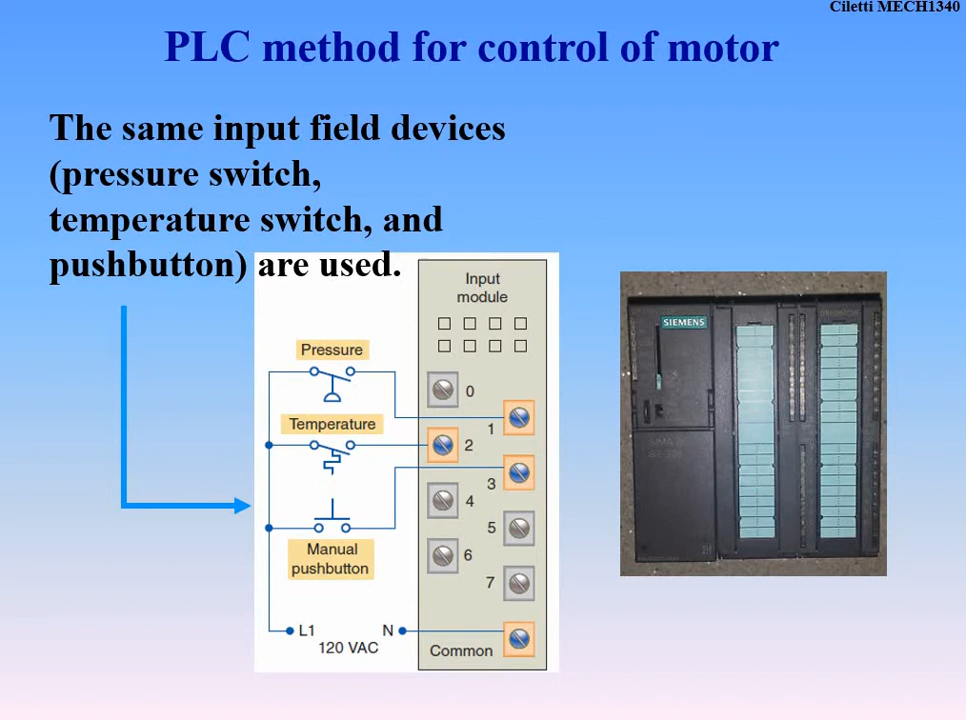 Ciletti MECH1340
PLC method for control of motor
The same input field devices
(pressure switch,
temperature switch, and
pushbutton) are used.
Input
module
Pressure
0
1
Temperature
2
3
4
5
Manual
pushbutton
6
7
L1
N
120 VAC
Common
SIEMENS